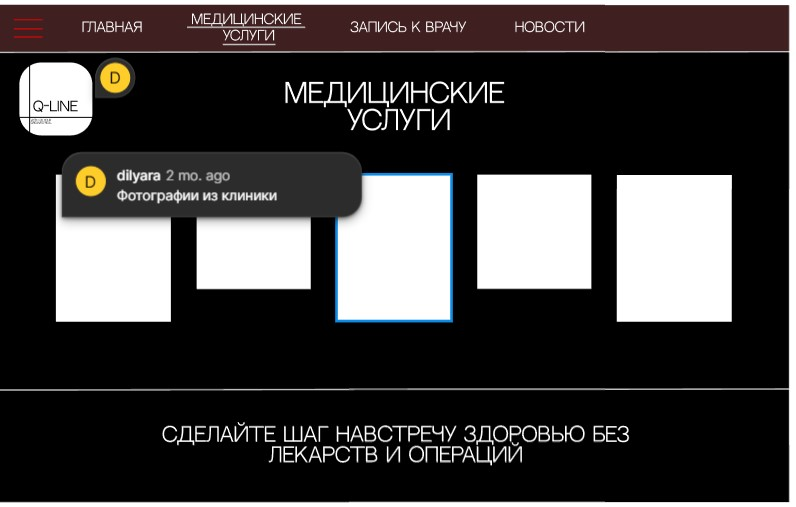 ГЛАВНАЯ
МЕДИЦИНСКИЕ
УСЛУГИ
ЗАПИСЬ К ВРАЧУ
НОВОСТИ
D
Q-LINE
МЕДИЦИНСКИЕ
УСЛУГИ
D
dilyara 2 mo. ago
Фотографии из клиники
СДЕЛАЙТЕ ШАГ НАВСТРЕЧУ ЗДОРОВЬЮ БЕЗ
ЛЕКАРСТВ И ОПЕРАЦИЙ